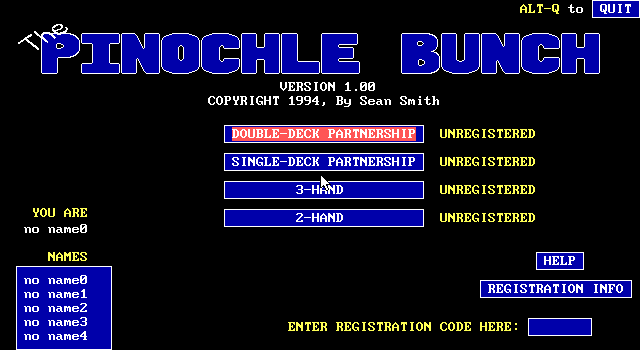 ALT-Q to QUIT
The
PINOCHLE BUNCH
VERSION 1.00
COPYRIGHT 1994, By Sean Smith
DOUBLE-DECK PARTNERSHIP UNREGISTERED
SINGLE-DECK PARTNERSHIP UNREGISTERED
3-HAND UNREGISTERED
2-HAND UNREGISTERED
YOU ARE
no name0
NAMES
no name0
no name1
no name2
no name3
no name4
HELP
REGISTRATION INFO
ENTER REGISTRATION CODE HERE: